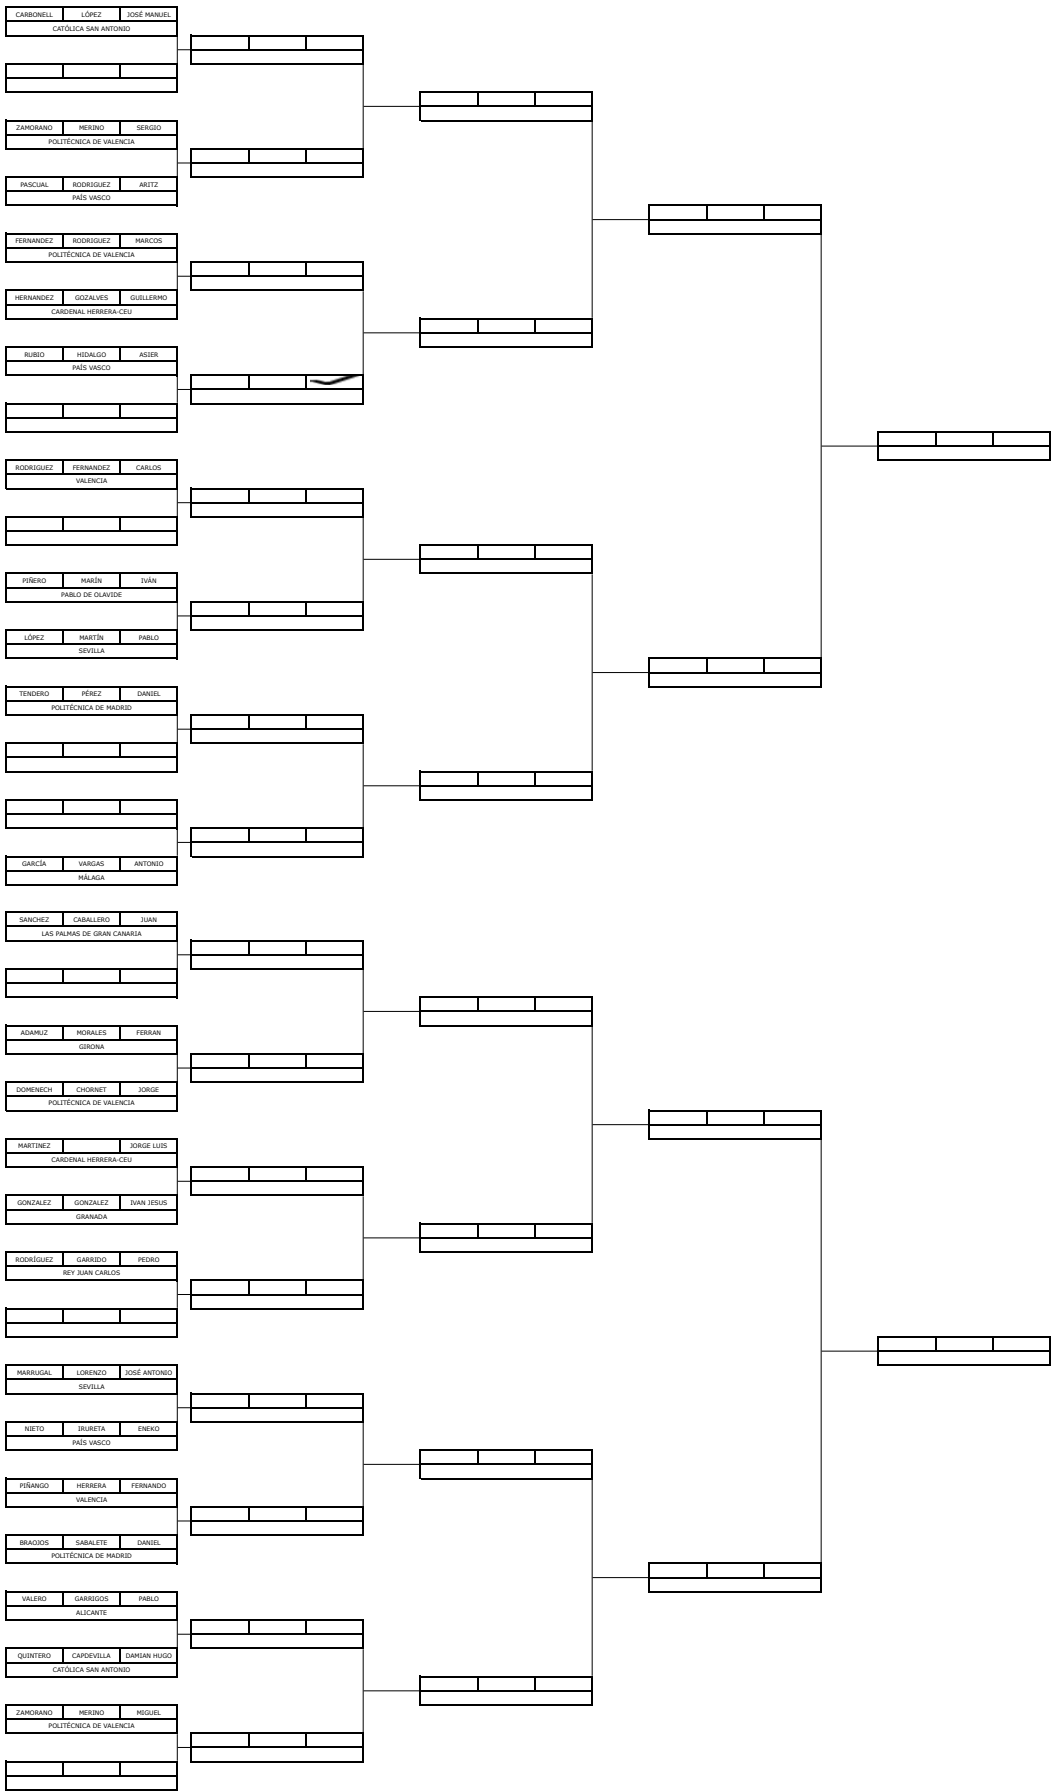 CARBONELL LÓPEZ JOSÉ MANUEL
CATÓLICA SAN ANTONIO
ZAMORANO MERINO SERGIO
POLITÉCNICA DE VALENCIA
PASCUAL RODRIGUEZ ARITZ
PAÍS VASCO
FERNANDEZ RODRIGUEZ MARCOS
POLITÉCNICA DE VALENCIA
HERNANDEZ GOZALVES GUILLERMO
CARDENAL HERRERA-CEU
RUBIO HIDALGO ASIER
PAÍS VASCO
RODRIGUEZ FERNANDEZ CARLOS
VALENCIA
PIÑERO MARÍN IVÁN
PABLO DE OLAVIDE
LÓPEZ MARTÍN PABLO
SEVILLA
TENDERO PÉREZ DANIEL
POLITÉCNICA DE MADRID
GARCÍA VARGAS ANTONIO
MÁLAGA
SANCHEZ CABALLERO JUAN
LAS PALMAS DE GRAN CANARIA
ADAMUZ MORALES FERRAN
GIRONA
DOMENECH CHORNET JORGE
POLITÉCNICA DE VALENCIA
MARTINEZ JORGE LUIS
CARDENAL HERRERA-CEU
GONZALEZ GONZALEZ IVAN JESUS
GRANADA
RODRÍGUEZ GARRIDO PEDRO
REY JUAN CARLOS
MARRUGAL LORENZO JOSÉ ANTONIO
SEVILLA
NIETO IRURETA ENEKO
PAÍS VASCO
PIÑANGO HERRERA FERNANDO
VALENCIA
BRAOJOS SABALETE DANIEL
POLITÉCNICA DE MADRID
VALERO GARRIGOS PABLO
ALICANTE
QUINTERO CAPDEVILLA DAMIAN HUGO
CATÓLICA SAN ANTONIO
ZAMORANO MERINO MIGUEL
POLITÉCNICA DE VALENCIA